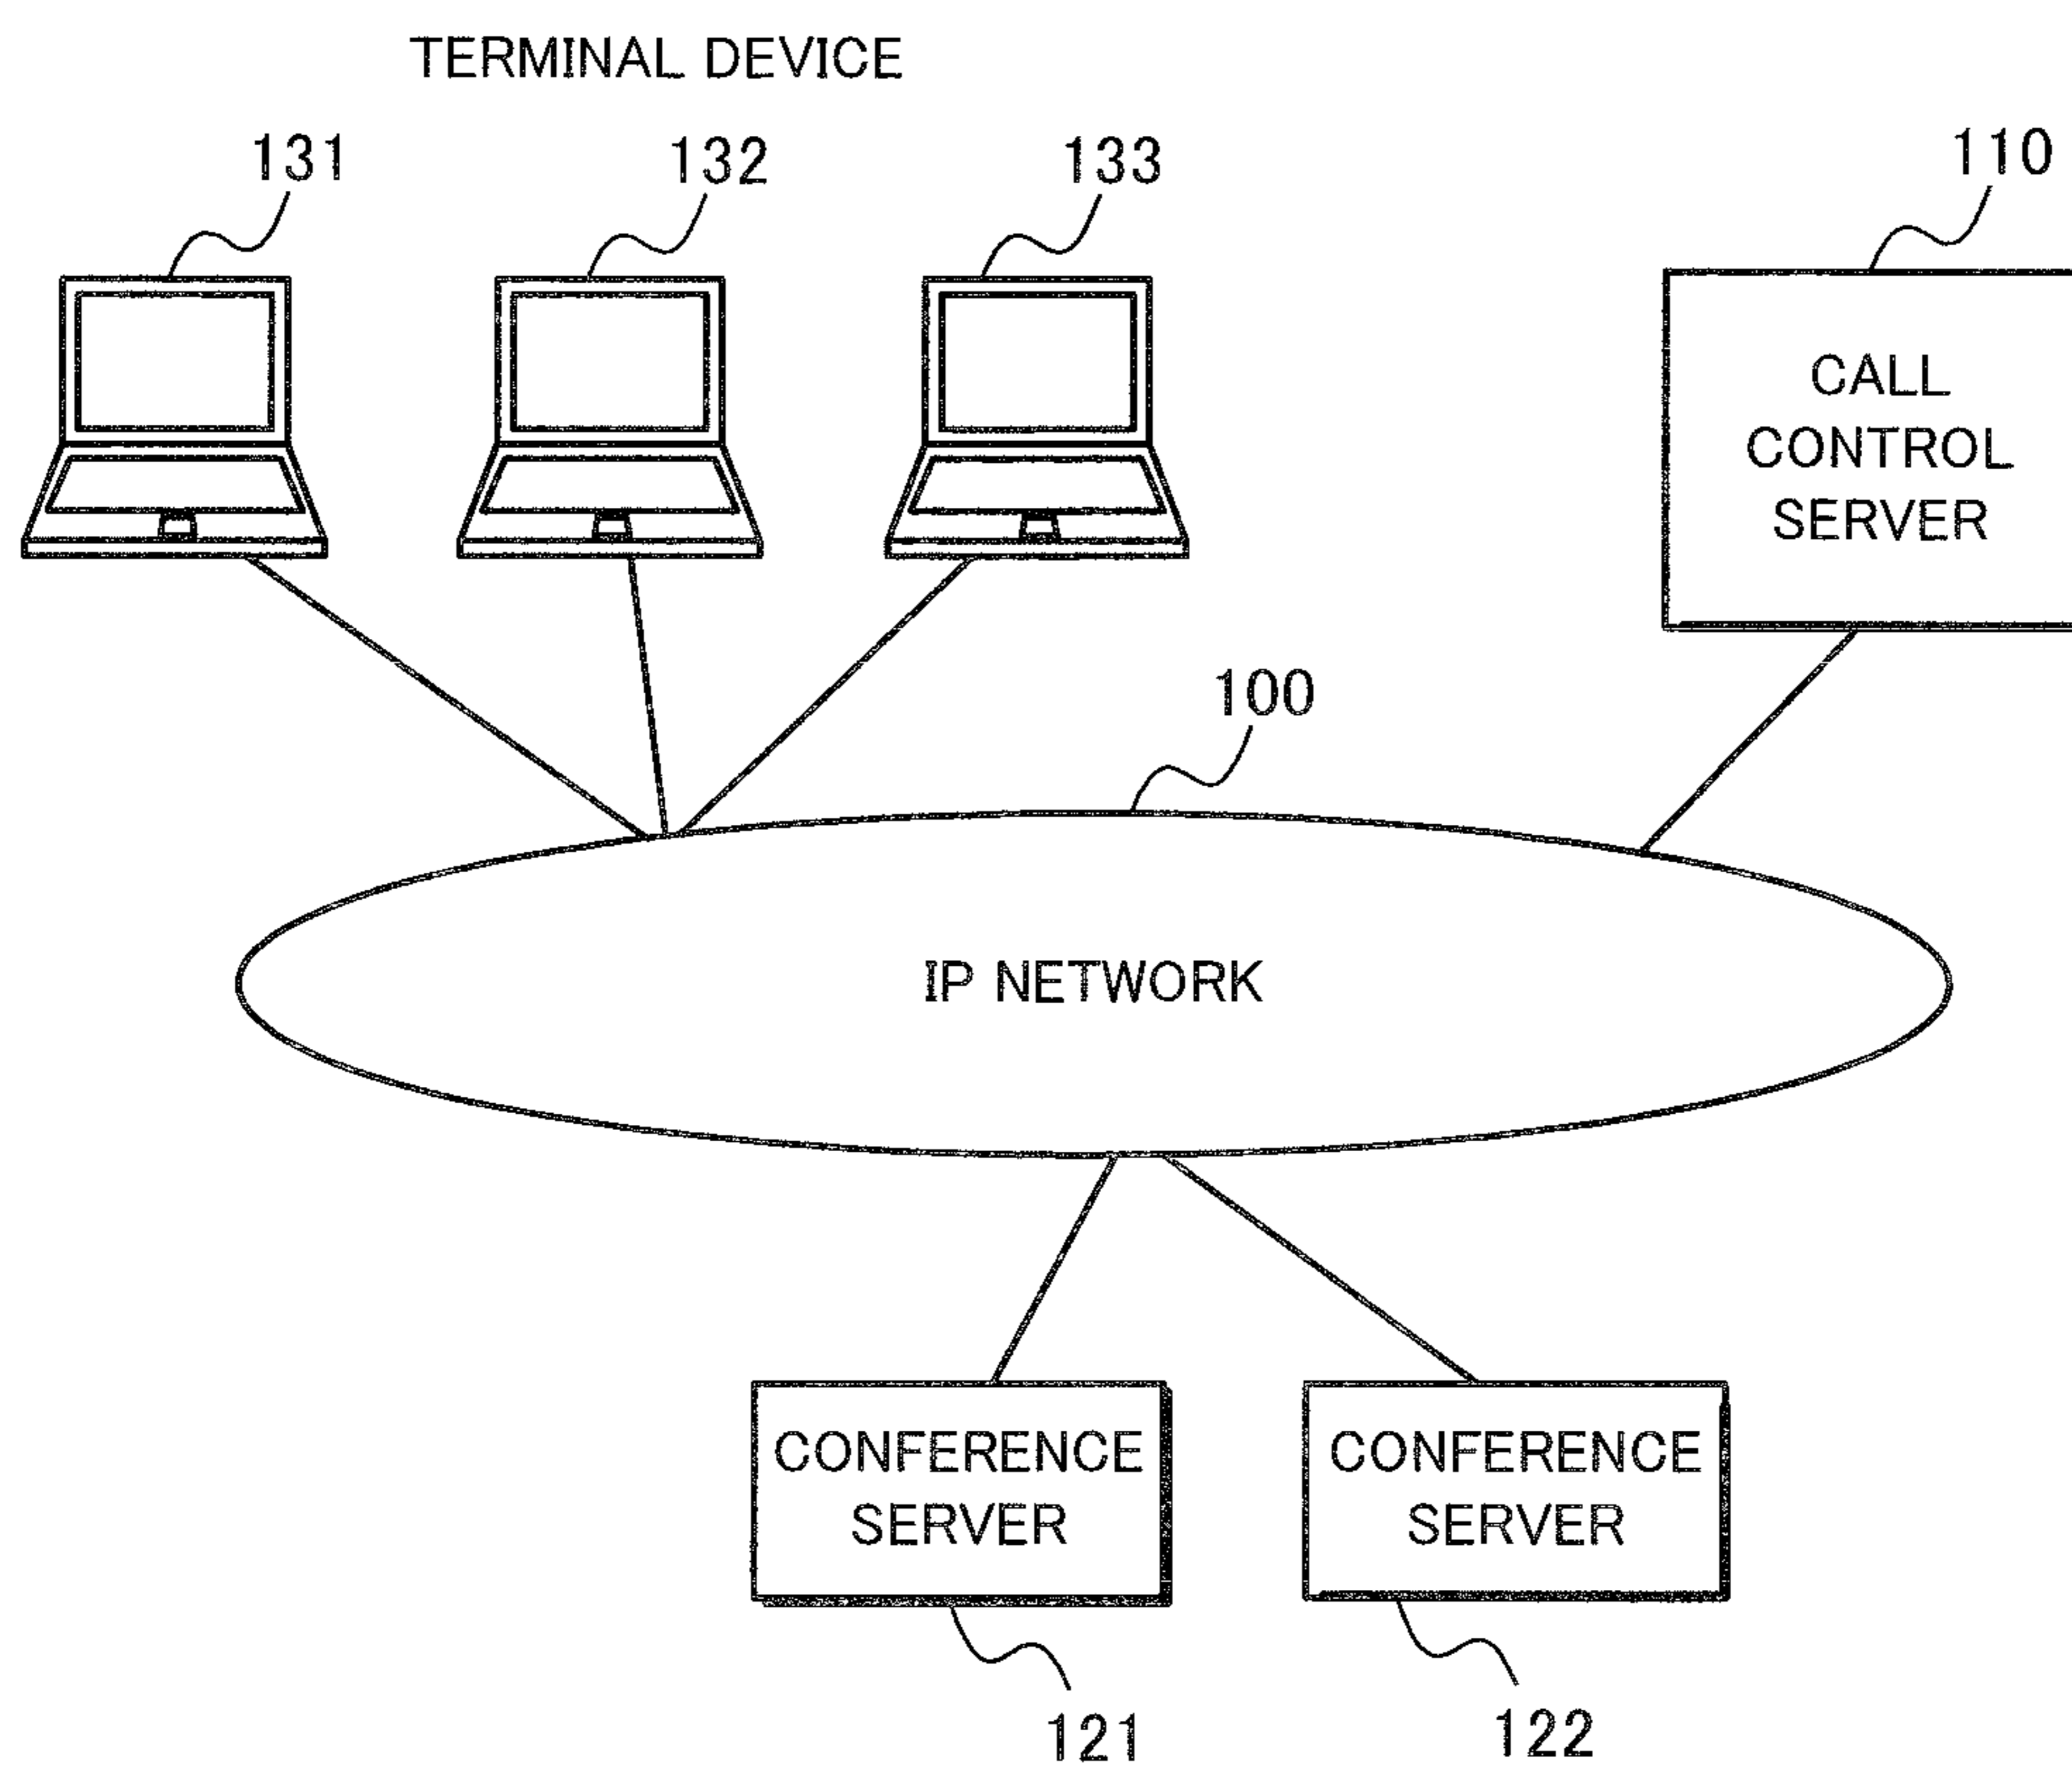 TERMINAL DEVICE
131
132
133
110
CALL
CONTROL
SERVER
100
IP NETWORK
CONFERENCE
SERVER
CONFERENCE
SERVER
121
122